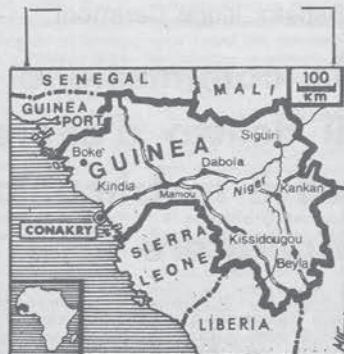 SENEGAL
MALI
100
KM
GUINEA
PORT.
Siguiri
Boké
GUINEA
Dabola
Kindia
Mamou
Niger
Kankan
CONAKRY
Kissidougou
SIERRA
LEONE
Beyla
LIBERIA